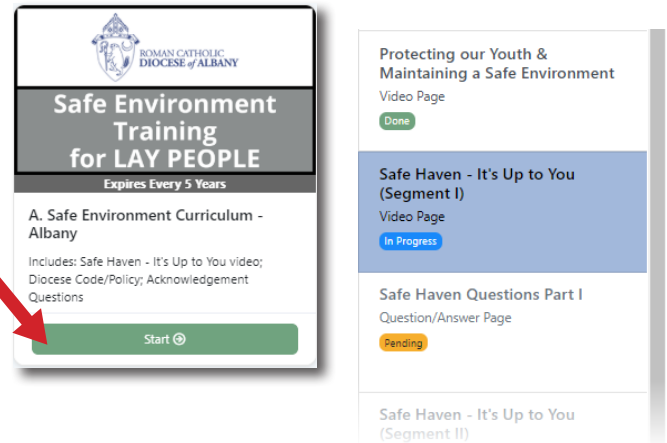 ROMAN CATHOLIC
DIOCESE of ALBANY
Safe Environment
Training
for LAY PEOPLE
Expires Every 5 Years
A. Safe Environment Curriculum -
Albany
Includes: Safe Haven - It's Up to You video;
Diocese Code/Policy; Acknowledgement
Questions
Start
Protecting our Youth &
Maintaining a Safe Environment
Video Page
Done
Safe Haven - It's Up to You
(Segment I)
Video Page
In Progress
Safe Haven Questions Part I
Question/Answer Page
Pending
Safe Haven - It's Up to You
(Segment II)